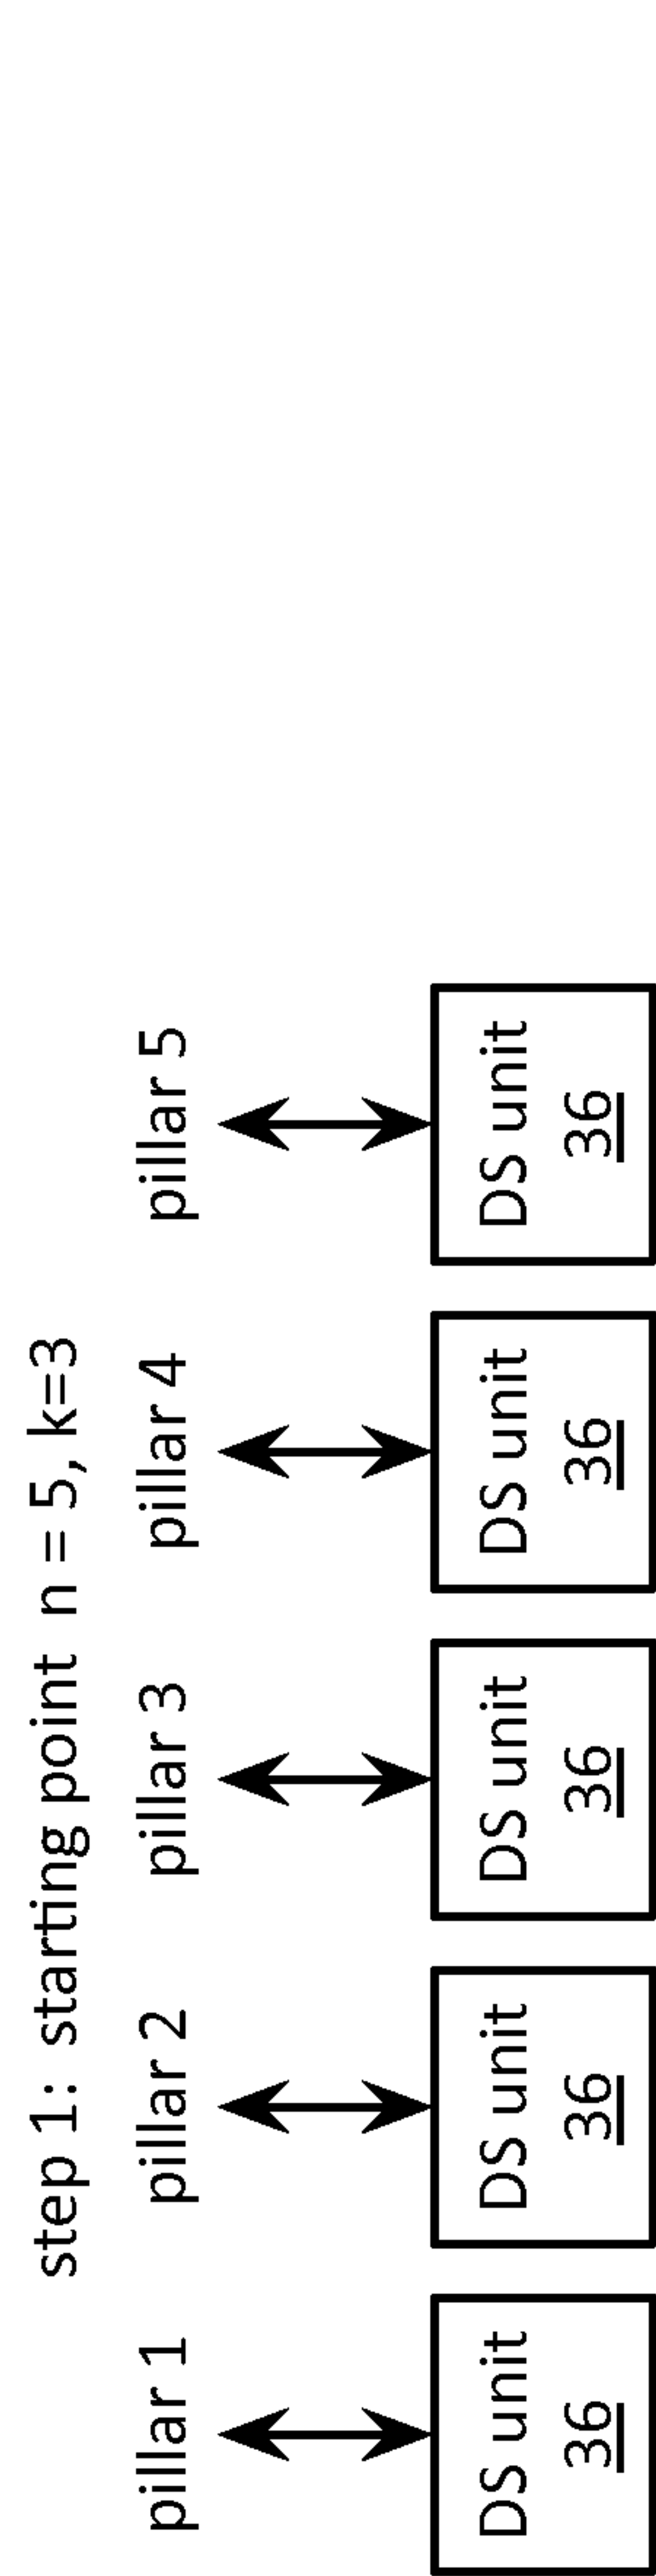 step 1: starting point n = 5, k=3
pillar 1 pillar 2 pillar 3 pillar 4 pillar 5
DS unit DS unit DS unit DS unit DS unit
36 36 36 36 36